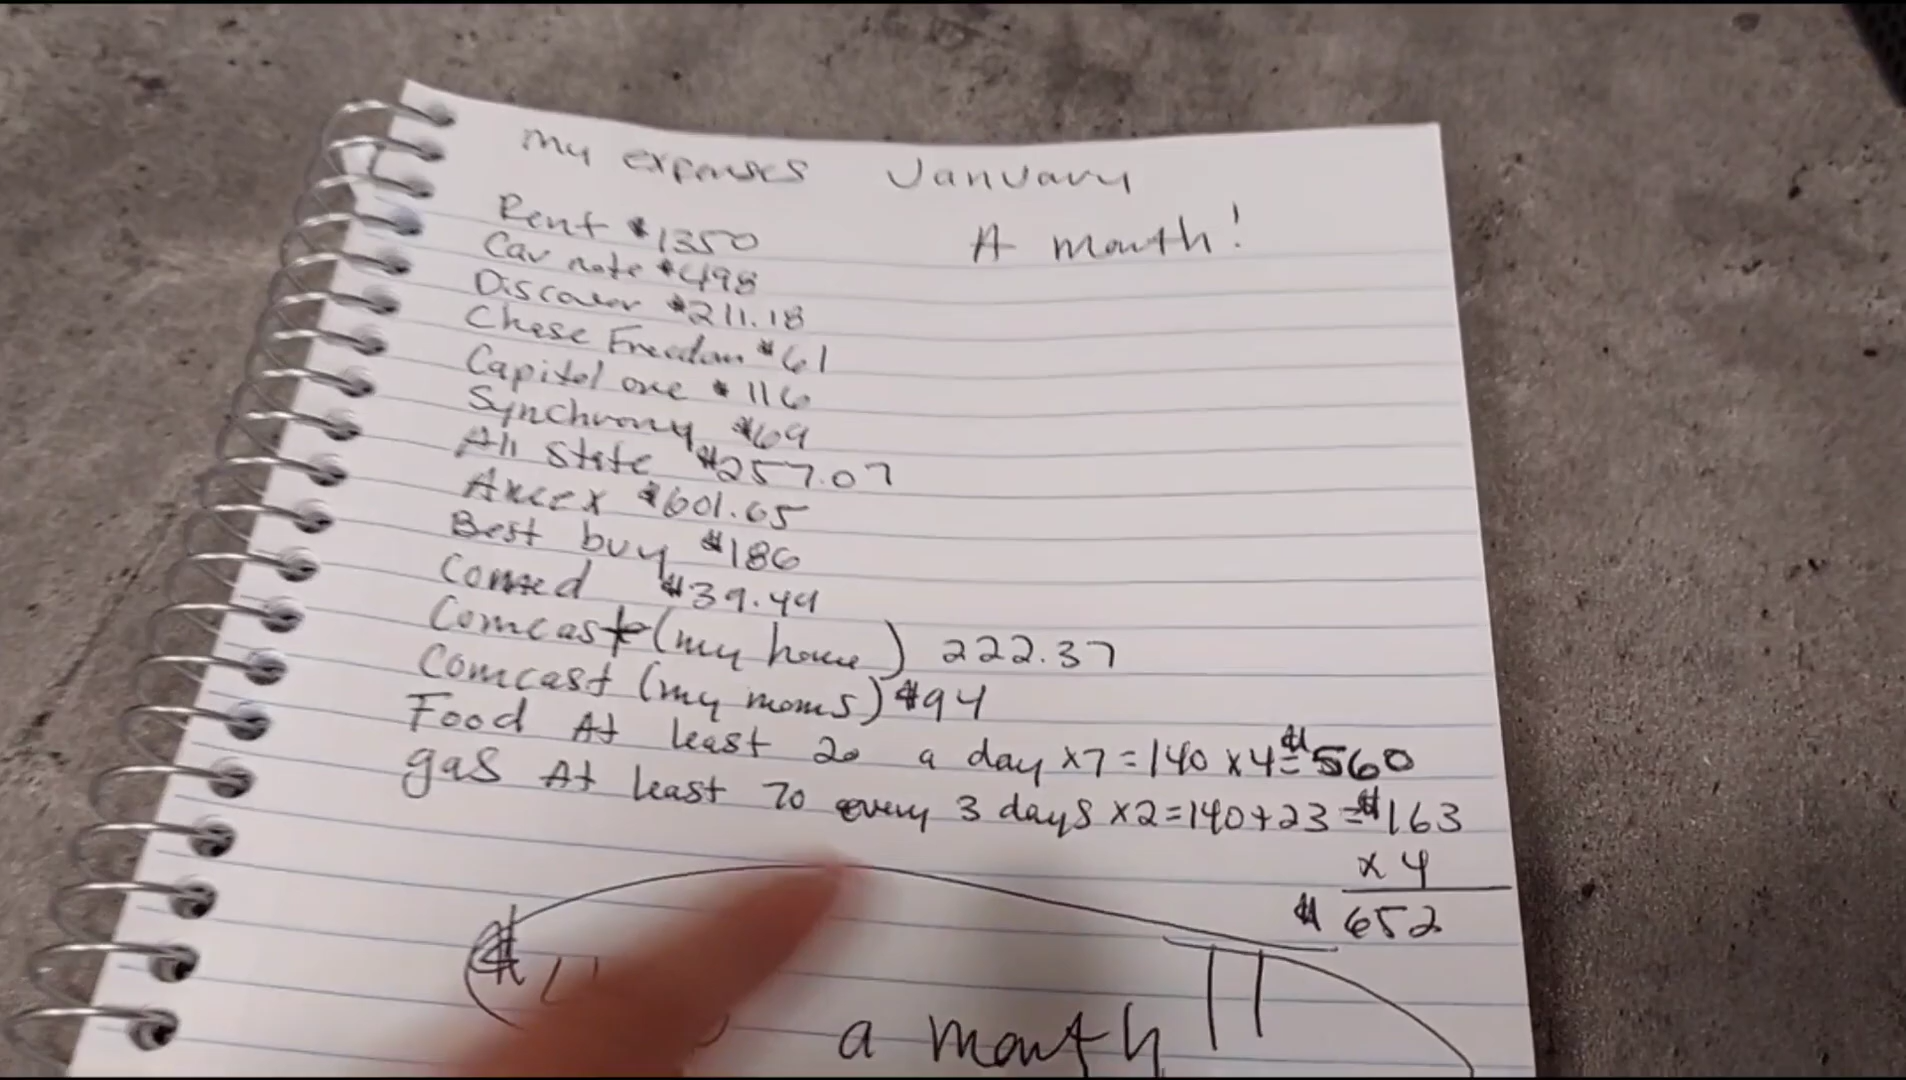 My expenses January
A month!
Rent $1350
Car note $498
Discover $211.18
Chase Freedom $61
Capitol one $116
Synchrony $69
All state $257.07
Amex $601.65
Best buy $186
Comed $39.44
Comcast (my home) 222.37
Comcast (my moms) $94
Food At least 20 a day x7=140 x4=$560
gas At least 70 every 3 days x2=140+23=$163
x4
$652
$
a month!!